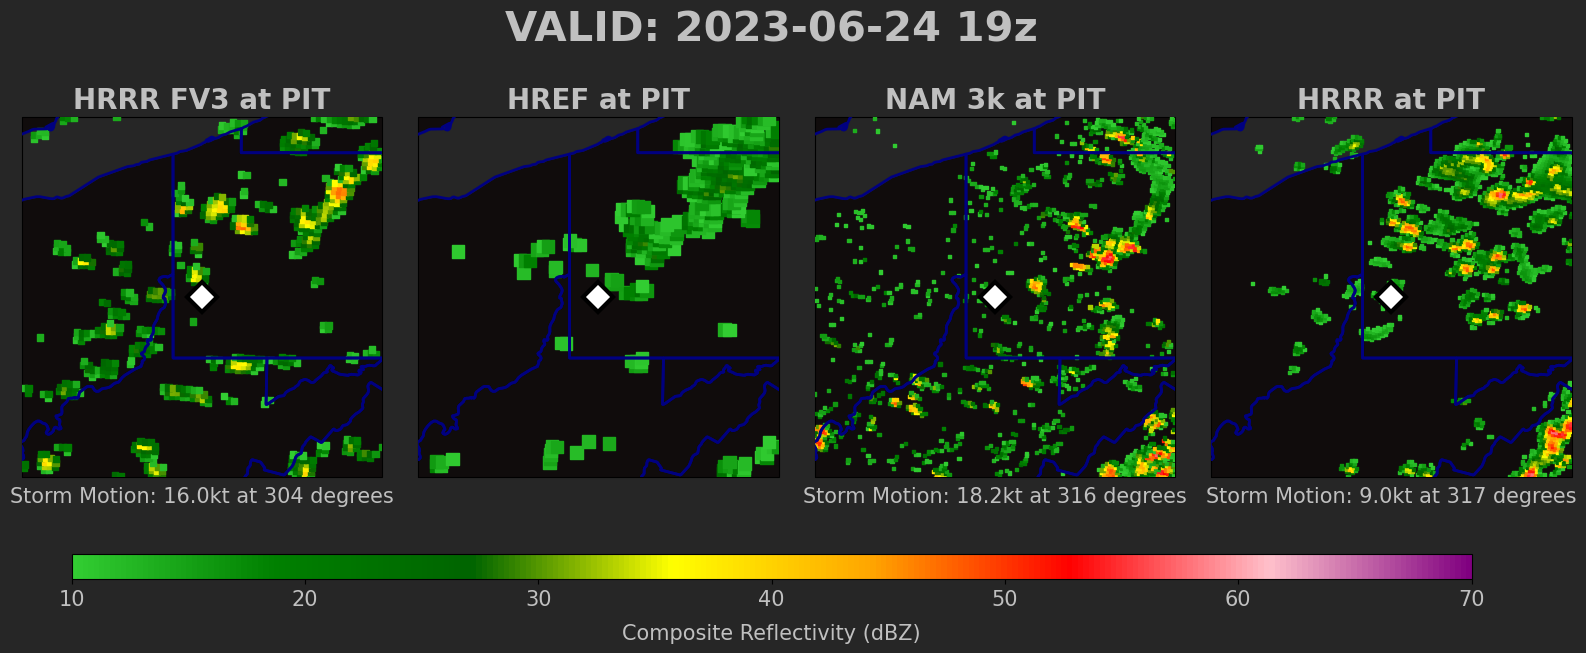 VALID: 2023-06-24 19z
HRRR FV3 at PIT
HREF at PIT
NAM 3k at PIT
HRRR at PIT
Storm Motion: 16.0kt at 304 degrees
Storm Motion: 18.2kt at 316 degrees
Storm Motion: 9.0kt at 317 degrees
10 20 30 40 50 60 70
Composite Reflectivity (dBZ)